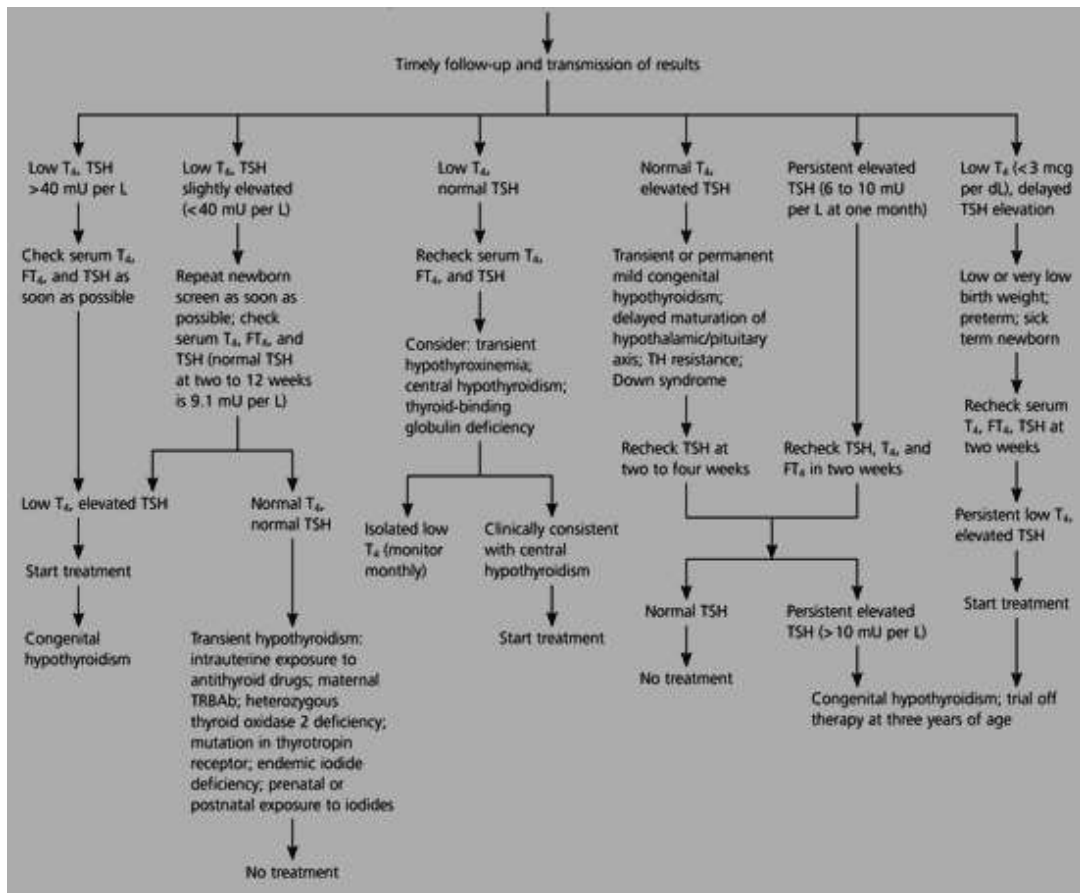 Timely follow-up and transmission of results
Low T₄, TSH
>40 mU per L
Check serum T₄,
FT₄, and TSH as
soon as possible
Low T₄, TSH
slightly elevated
(<40 mU per L)
Repeat newborn
screen as soon as
possible; check
serum T₄, FT₄, and
TSH (normal TSH
at two to 12 weeks
is 9.1 mU per L)
Low T₄, elevated TSH
Start treatment
Congenital
hypothyroidism
Normal T₄,
normal TSH
Transient hypothyroidism:
intrauterine exposure to
antithyroid drugs; maternal
TRBAb; heterozygous
thyroid oxidase 2 deficiency;
mutation in thyrotropin
receptor; endemic iodide
deficiency; prenatal or
postnatal exposure to iodides
No treatment
Low T₄,
normal TSH
Recheck serum T₄,
FT₄, and TSH
Consider: transient
hypothyroxinemia;
central hypothyroidism;
thyroid-binding
globulin deficiency
Isolated low
T₄ (monitor
monthly)
Clinically consistent
with central
hypothyroidism
Start treatment
Normal T₄,
elevated TSH
Transient or permanent
mild congenital
hypothyroidism;
delayed maturation of
hypothalamic/pituitary
axis; TH resistance;
Down syndrome
Recheck TSH at
two to four weeks
Persistent elevated
TSH (6 to 10 mU
per L at one month)
Recheck TSH, T₄, and
FT₄ in two weeks
Normal TSH
No treatment
Persistent elevated
TSH (>10 mU per L)
Low T₄ (<3 mcg
per dL), delayed
TSH elevation
Low or very low
birth weight;
preterm; sick
term newborn
Recheck serum
T₄, FT₄, TSH at
two weeks
Persistent low T₄,
elevated TSH
Start treatment
Congenital hypothyroidism; trial off
therapy at three years of age